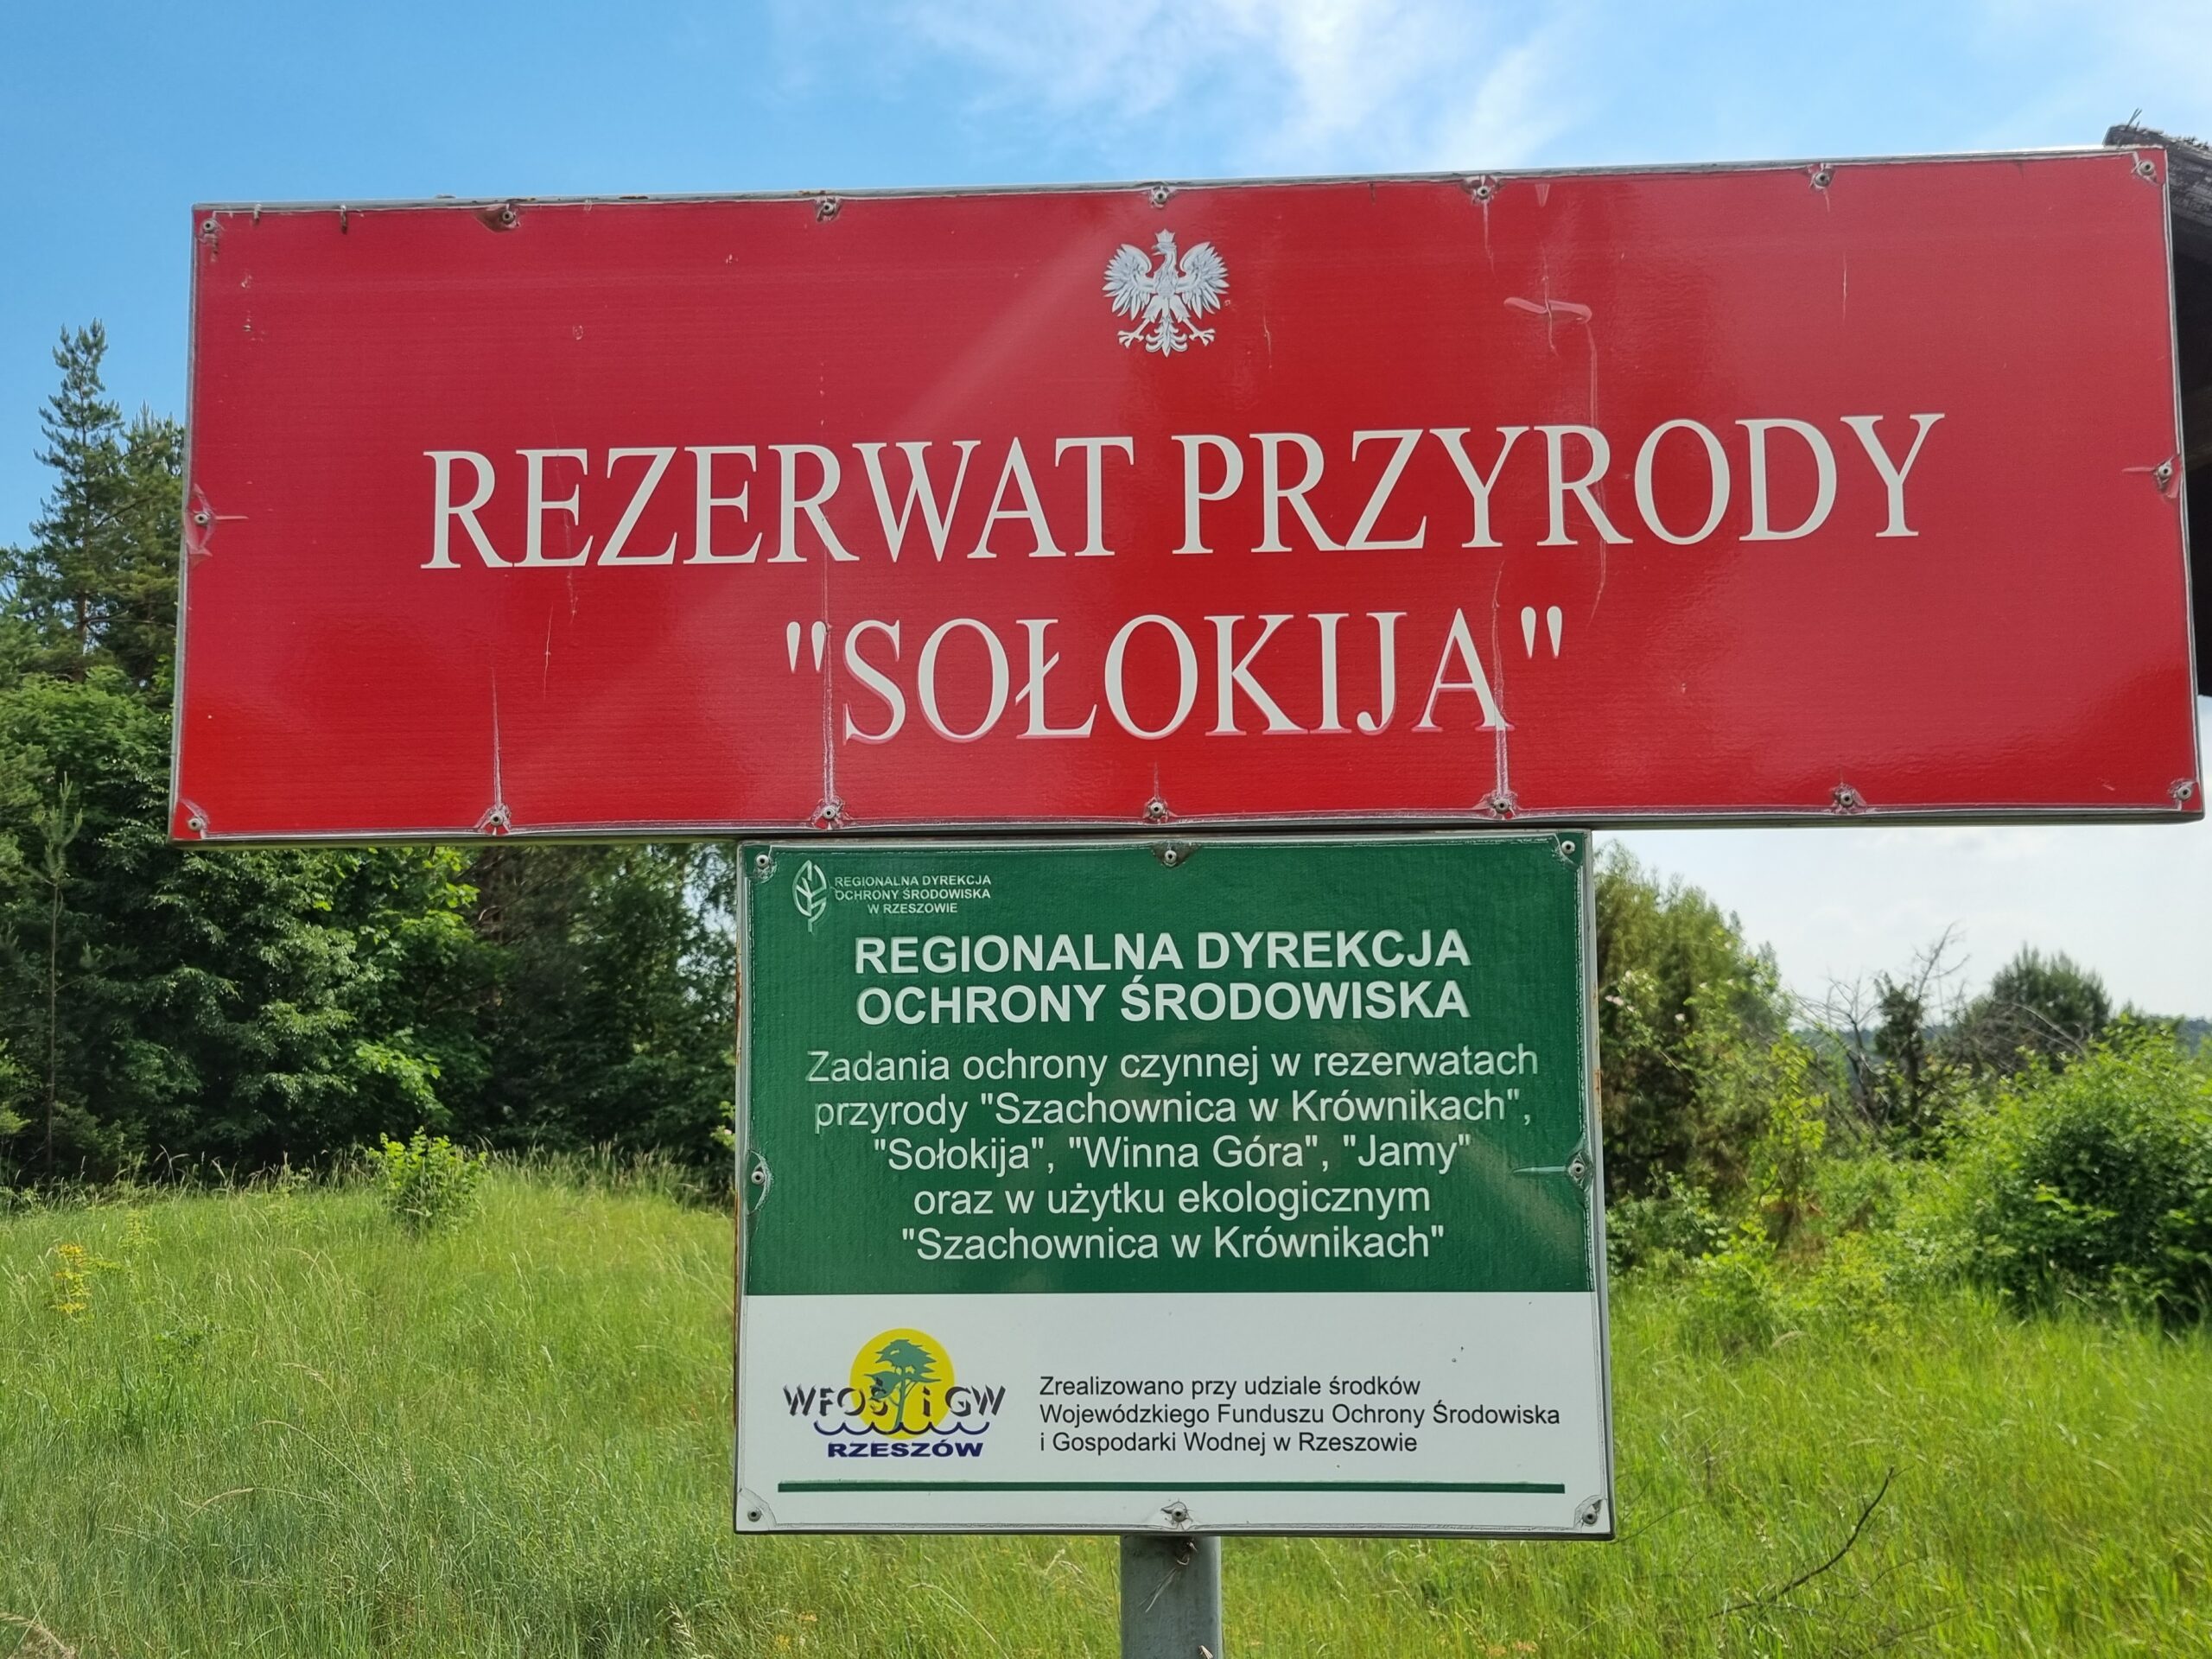 REZERWAT PRZYRODY
"SOŁOKIJA"
REGIONALNA DYREKCJA
OCHRONY ŚRODOWISKA
W RZESZOWIE
REGIONALNA DYREKCJA
OCHRONY ŚRODOWISKA
Zadania ochrony czynnej w rezerwatach
przyrody "Szachownica w Krównikach",
"Sołokija", "Winna Góra", "Jamy"
oraz w użytku ekologicznym
"Szachownica w Krównikach"
WFOŚ i GW
RZESZÓW
Zrealizowano przy udziale środków
Wojewódzkiego Funduszu Ochrony Środowiska
i Gospodarki Wodnej w Rzeszowie